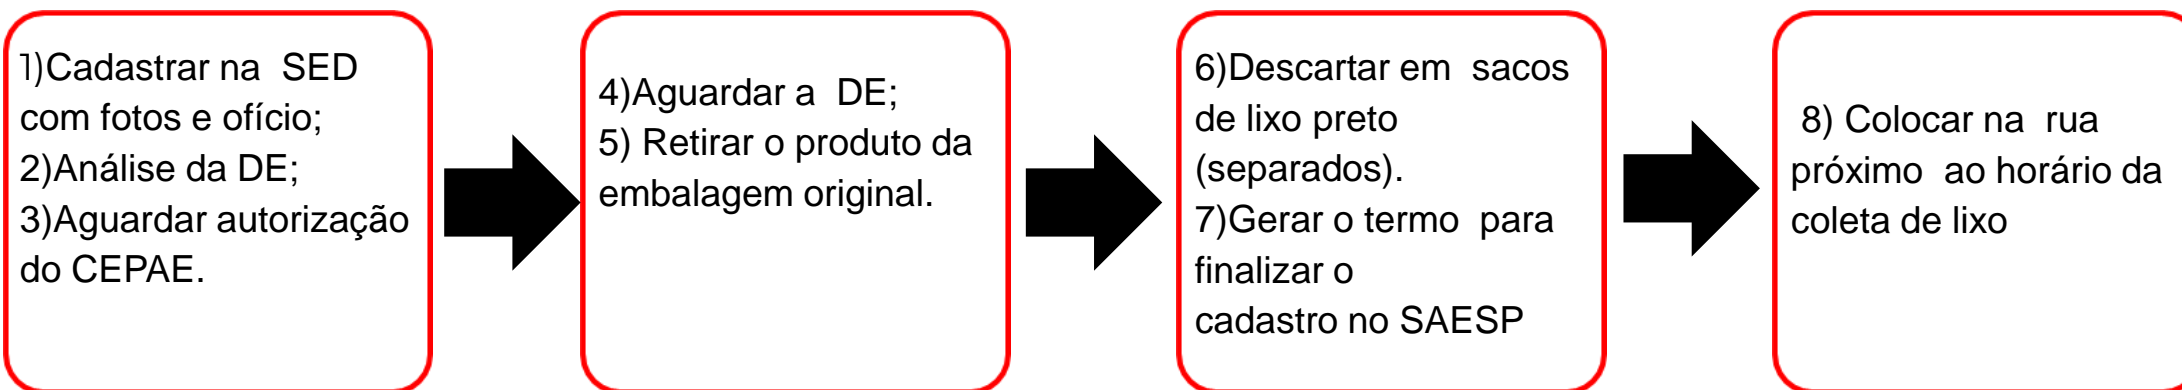 1)Cadastrar na SED
com fotos e ofício;
2)Análise da DE;
3)Aguardar autorização
do CEPAE.
4)Aguardar a DE;
5) Retirar o produto da
embalagem original.
6)Descartar em sacos
de lixo preto
(separados).
7)Gerar o termo para
finalizar o
cadastro no SAESP
8) Colocar na rua
próximo ao horário da
coleta de lixo